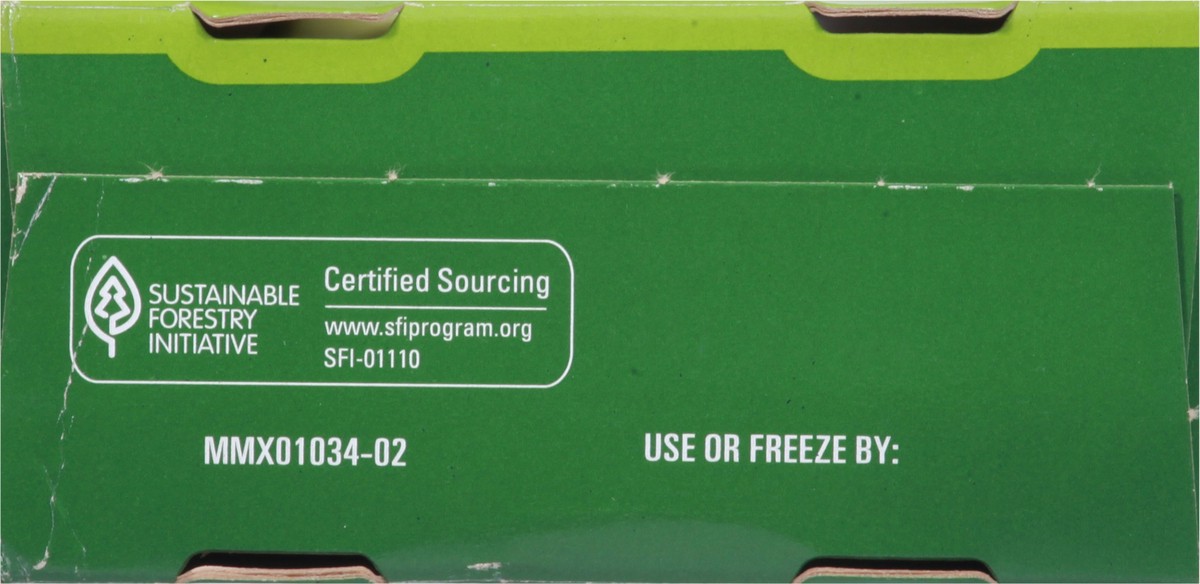 SUSTAINABLE
FORESTRY
INITIATIVE
Certified Sourcing
www.sfiprogram.org
SFI-01110
MMX01034-02
USE OR FREEZE BY: